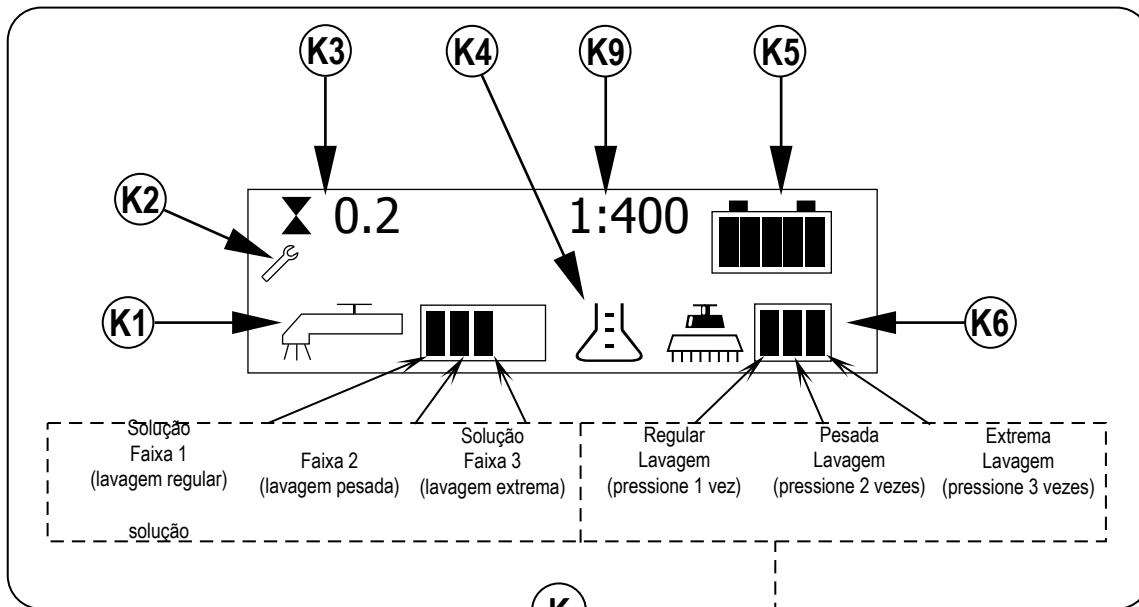 K3
K4
K9
K5
K2
0.2
1:400
K1
K6
Solução
Faixa 1
(lavagem regular)
solução
Faixa 2
(lavagem pesada)
Solução
Faixa 3
(lavagem extrema)
Regular
Lavagem
(pressione 1 vez)
Pesada
Lavagem
(pressione 2 vezes)
Extrema
Lavagem
(pressione 3 vezes)
K